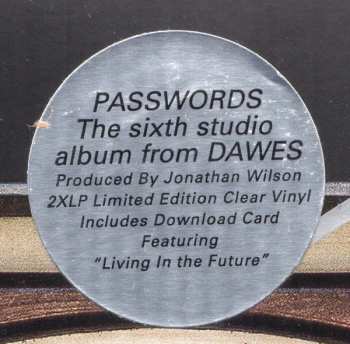 PASSWORDS
The sixth studio
album from DAWES
Produced By Jonathan Wilson
2XLP Limited Edition Clear Vinyl
Includes Download Card
Featuring
"Living In the Future"